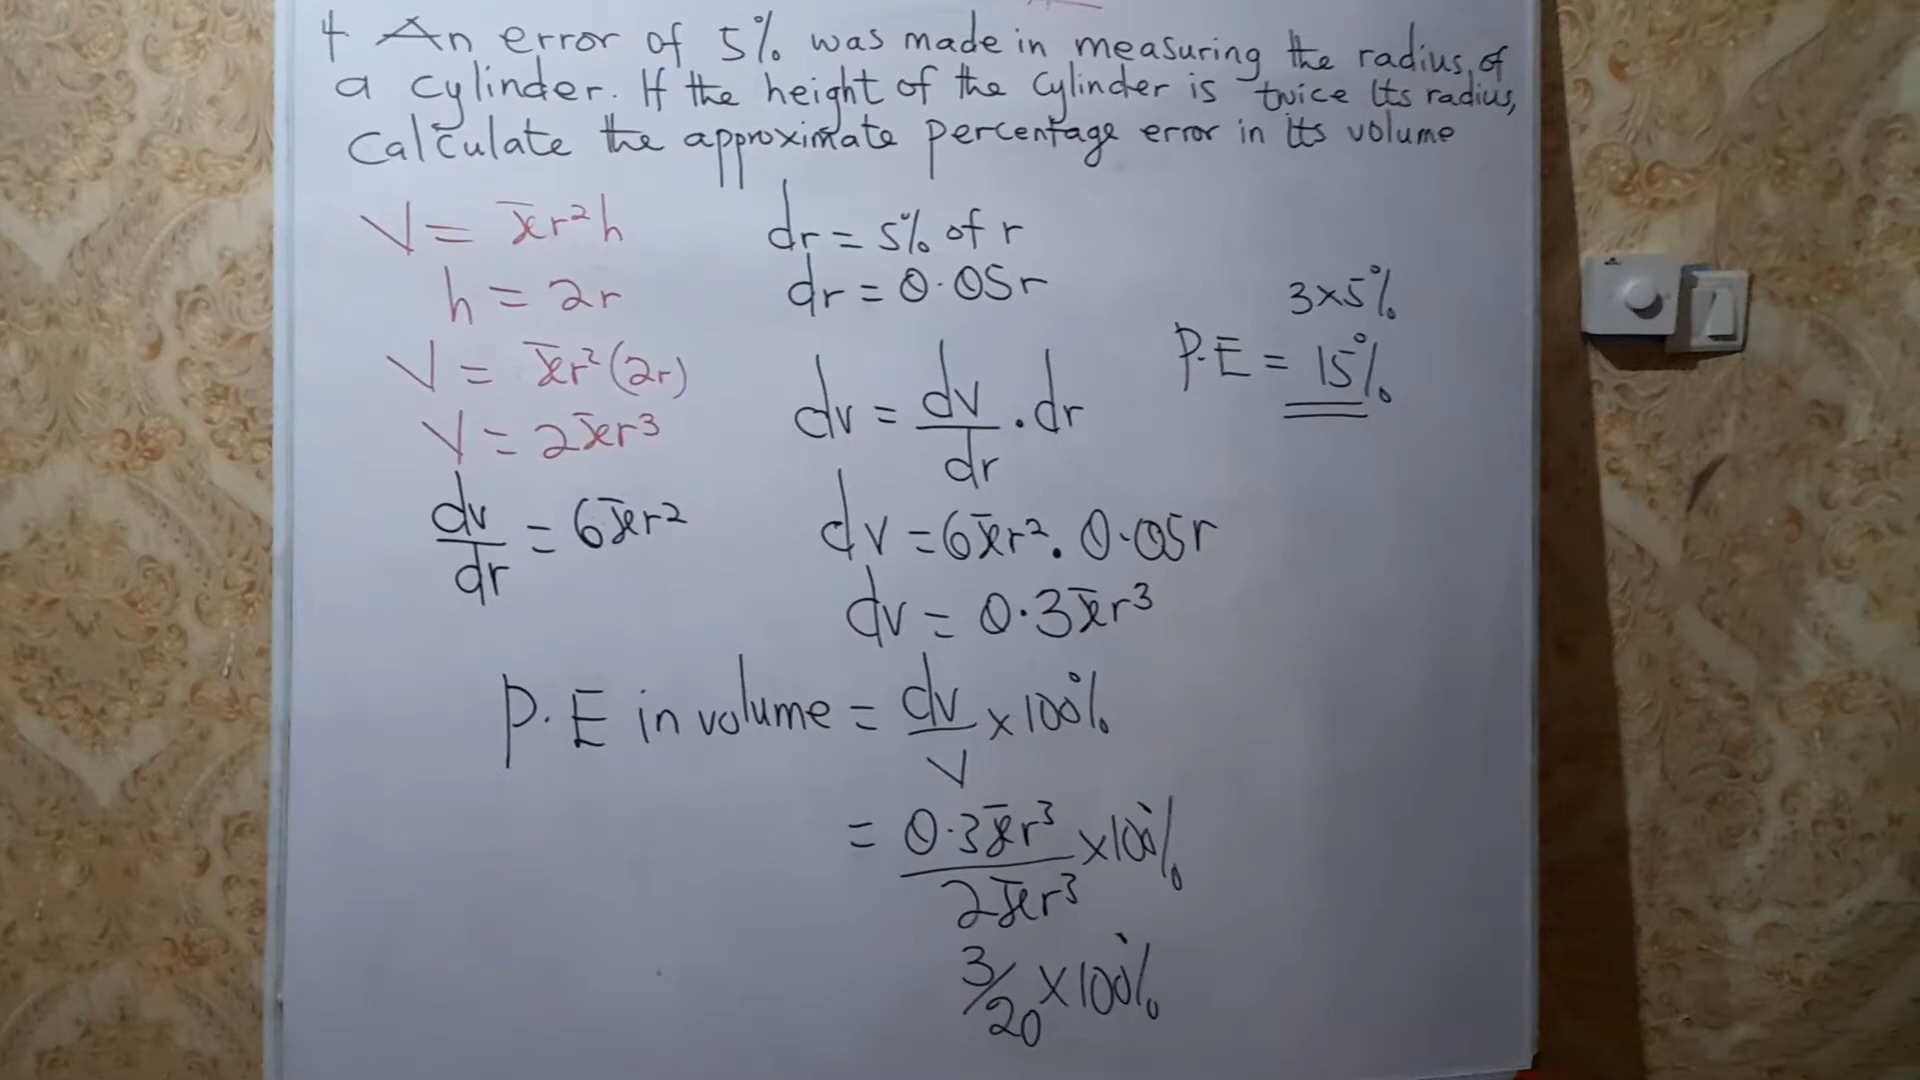 4 An error of 5% was made in measuring the radius of
a cylinder. If the height of the cylinder is twice its radius,
calculate the approximate percentage error in its volume
V = πr²h
h = 2r
V = πr²(2r)
V = 2πr³
dv/dr = 6πr²
dr = 5% of r
dr = 0.05r
dv = dv/dr . dr
dv = 6πr² . 0.05r
dv = 0.3πr³
P.E in volume = dv/V × 100%
= 0.3πr³/2πr³ × 100%
3/20 × 100%
3×5%
P.E = 15%